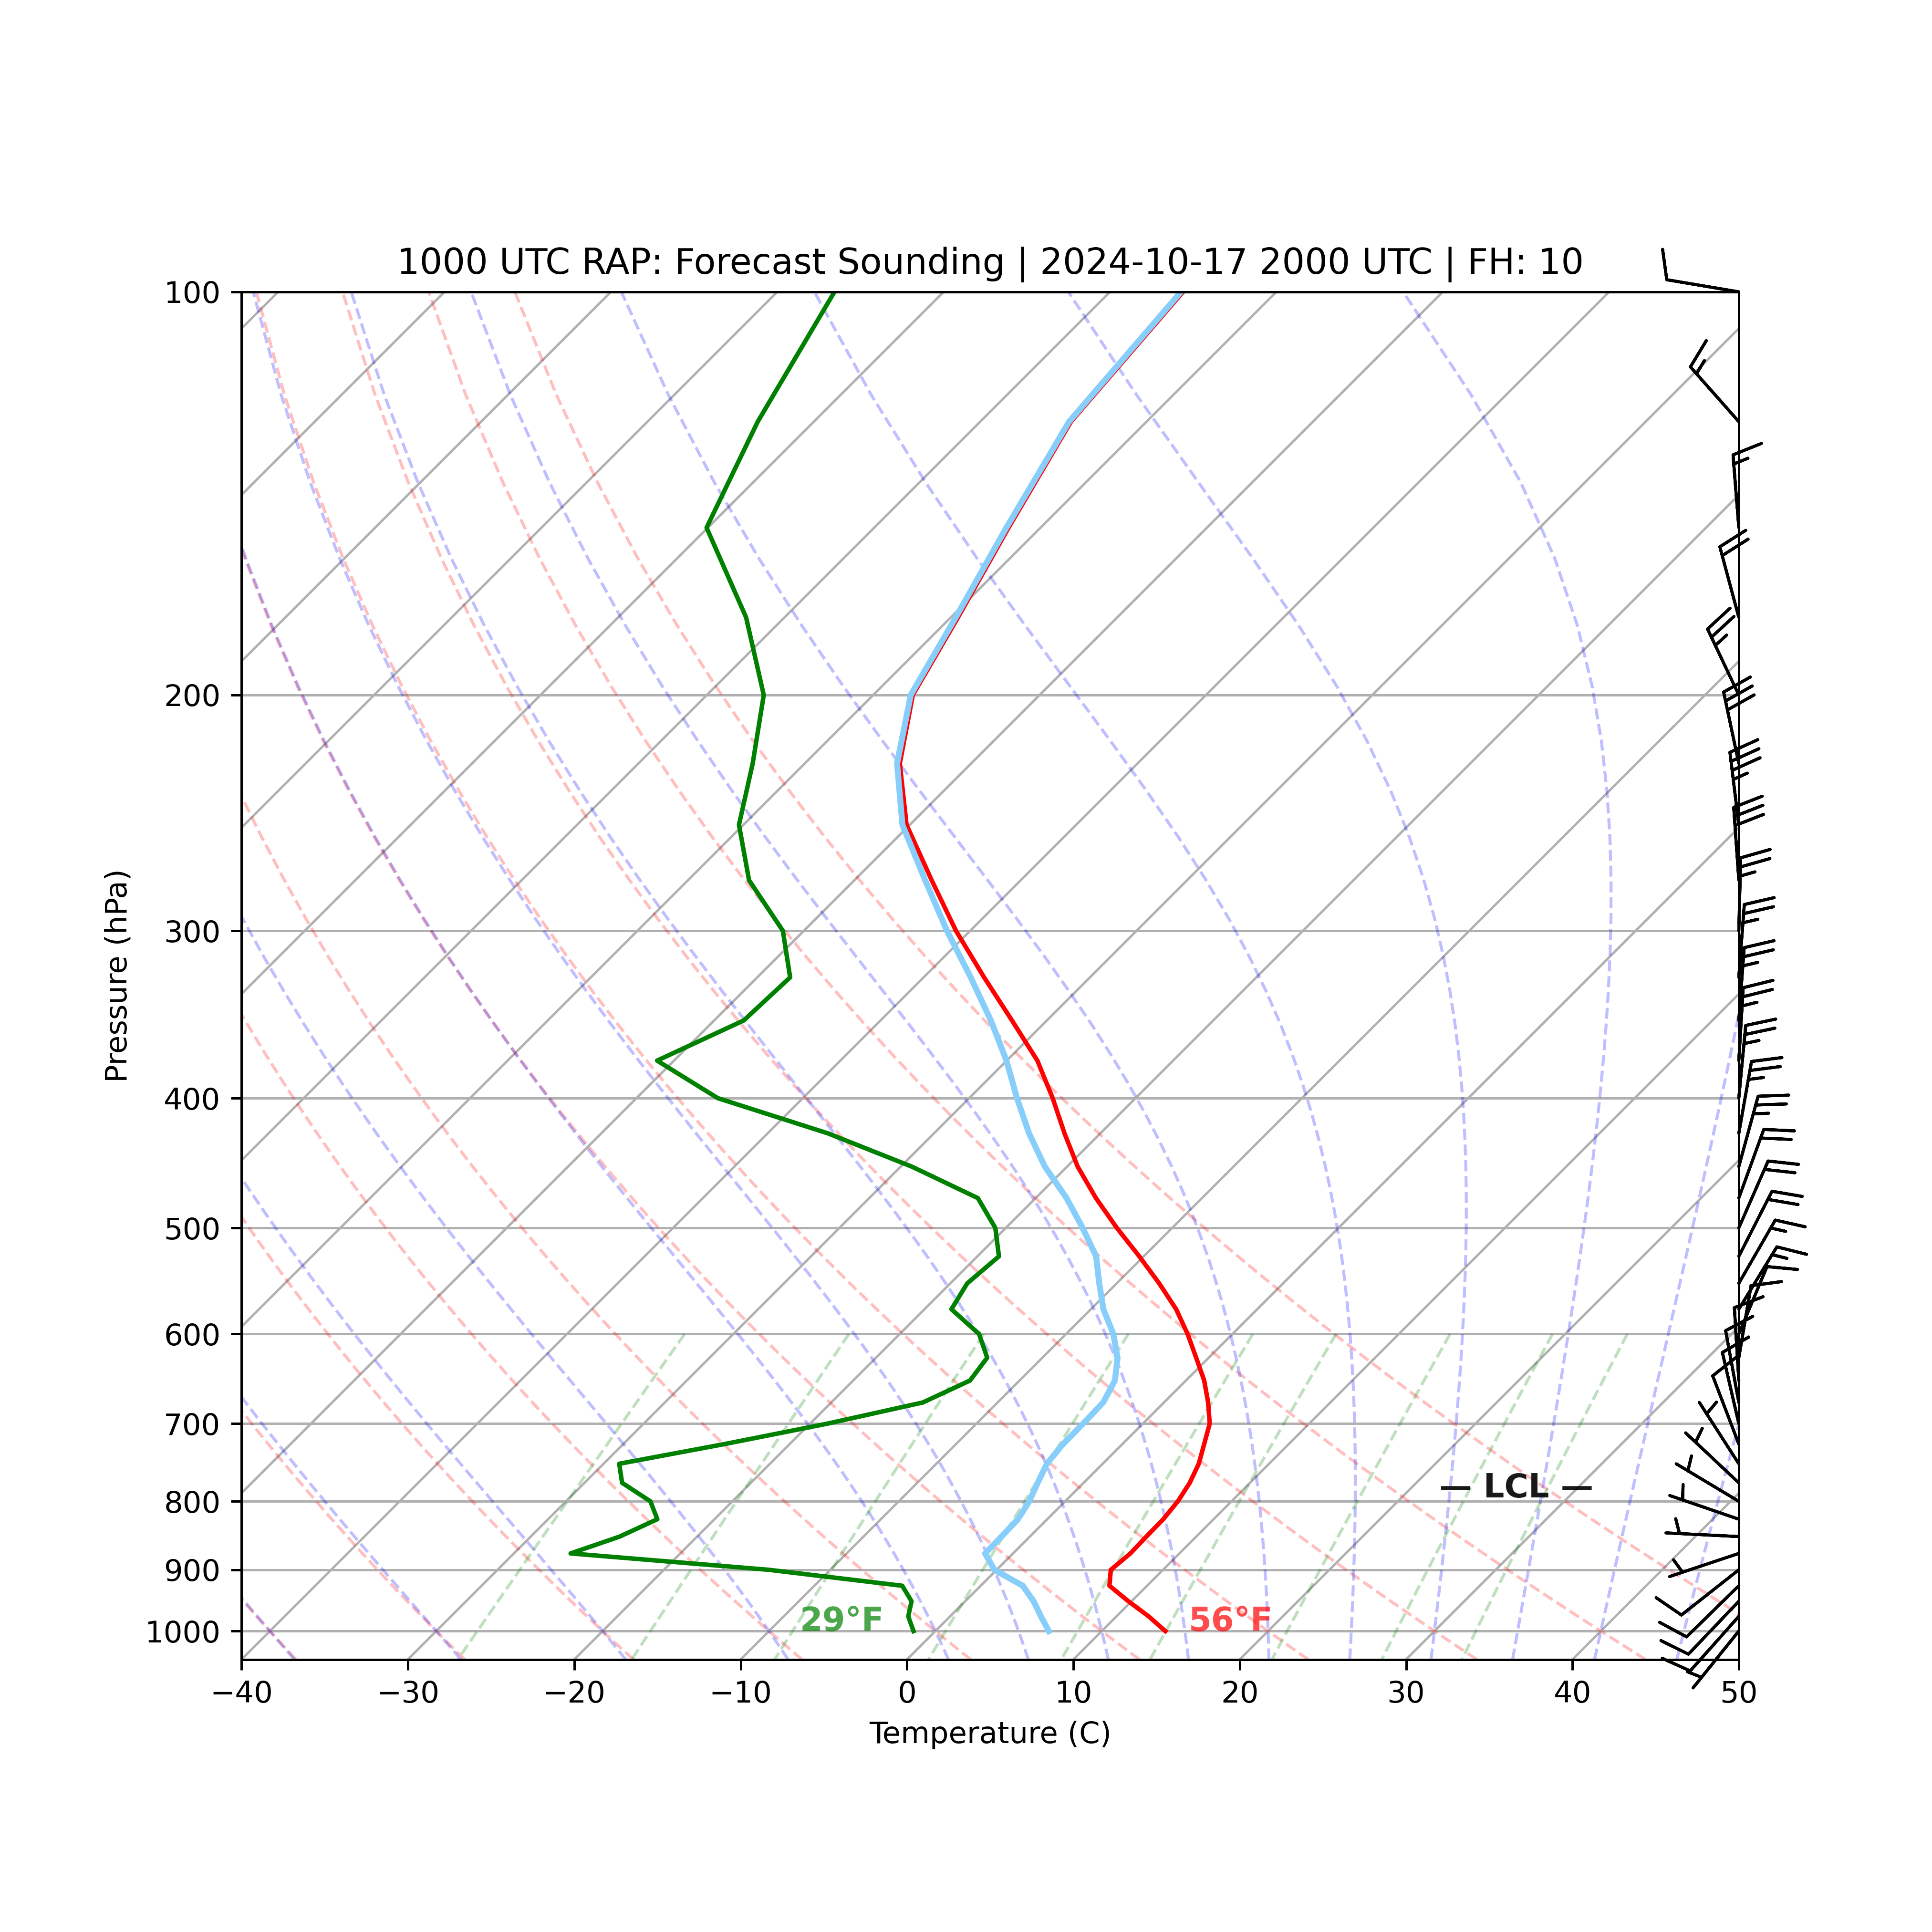 1000 UTC RAP: Forecast Sounding | 2024-10-17 2000 UTC | FH: 10
100
200
300
400
500
600
700
800
900
1000
Pressure (hPa)
— LCL —
29°F
56°F
−40 −30 −20 −10 0 10 20 30 40 50
Temperature (C)